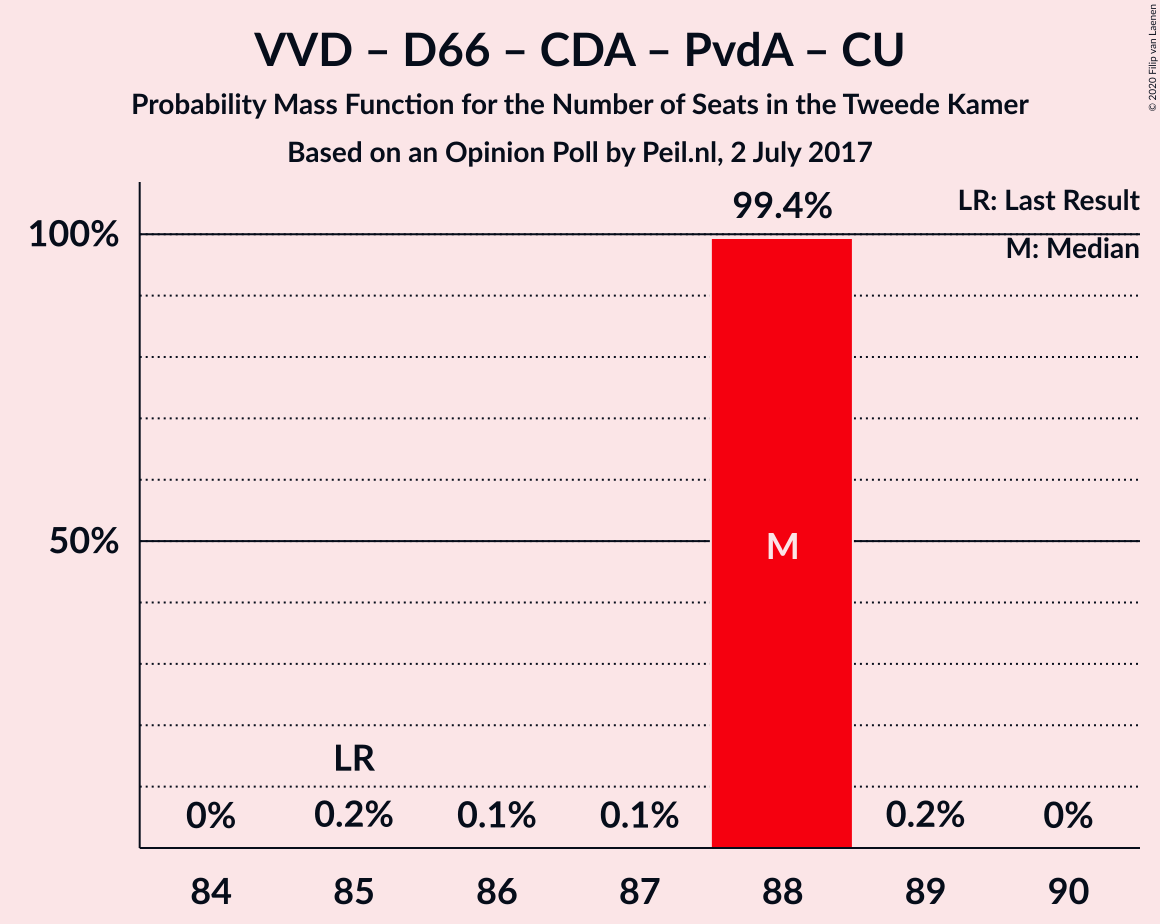 VVD – D66 – CDA – PvdA – CU
Probability Mass Function for the Number of Seats in the Tweede Kamer
Based on an Opinion Poll by Peil.nl, 2 July 2017
© 2020 Filip van Laenen
99.4%
LR: Last Result
100%
M: Median
50%
M
LR
0%
0.2%
0.1%
0.1%
0.2%
0%
84
85
86
87
88
89
90